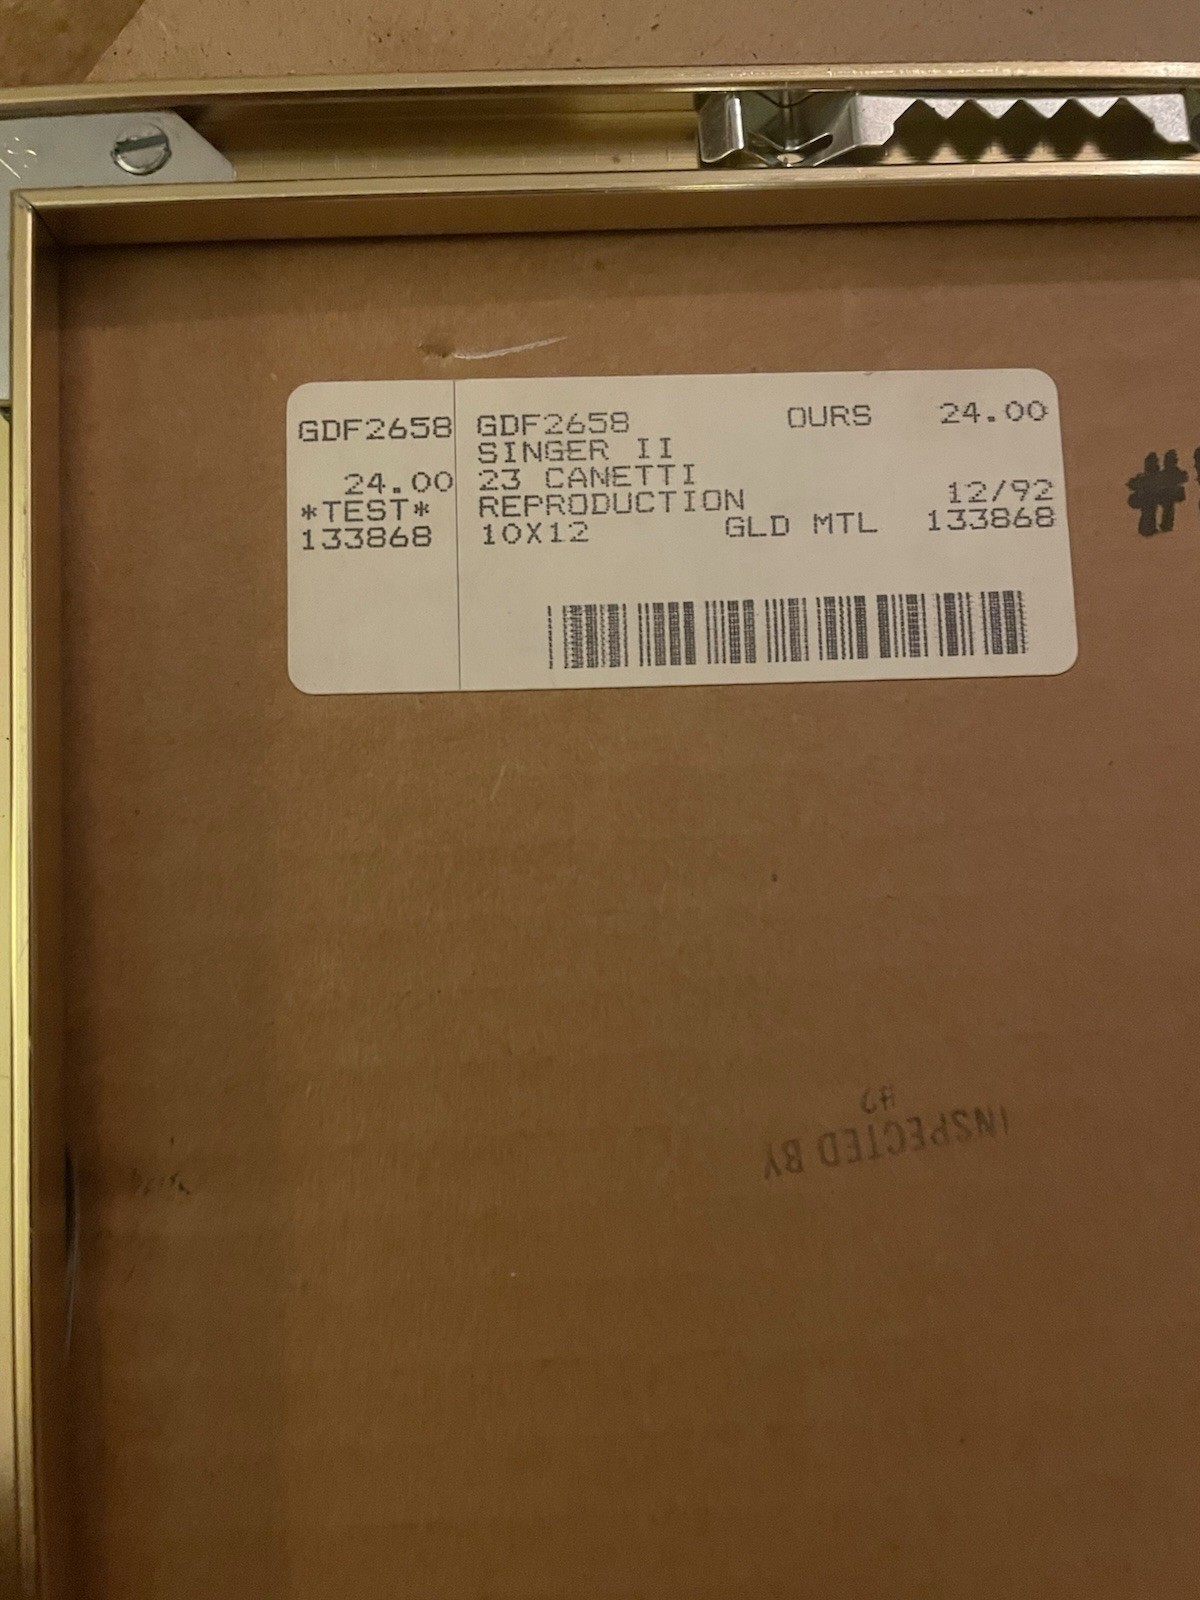 GDF2658
24.00
*TEST*
133868
GDF2658 OURS 24.00
SINGER II
23 CANETTI
REPRODUCTION 12/92
10X12 GLD MTL 133868
#
INSPECTED BY